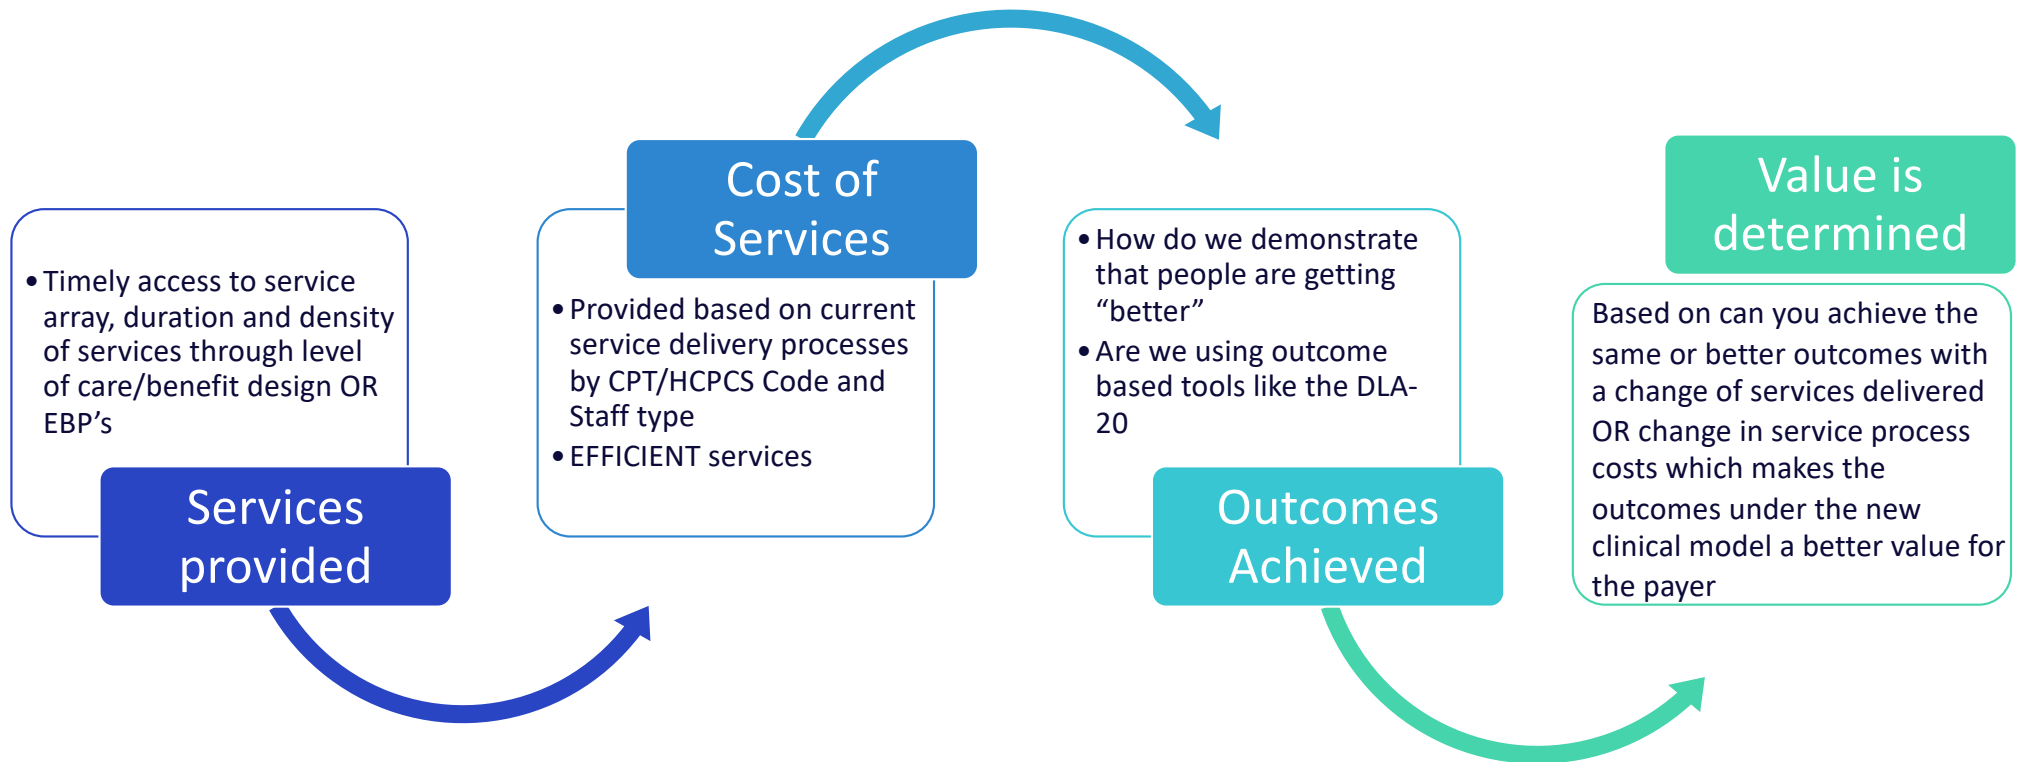 • Timely access to service
array, duration and density
of services through level
of care/benefit design OR
EBP’s
Services
provided
Cost of
Services
• Provided based on current
service delivery processes
by CPT/HCPCS Code and
Staff type
• EFFICIENT services
• How do we demonstrate
that people are getting
“better”
• Are we using outcome
based tools like the DLA-
20
Outcomes
Achieved
Value is
determined
Based on can you achieve the
same or better outcomes with
a change of services delivered
OR change in service process
costs which makes the
outcomes under the new
clinical model a better value for
the payer